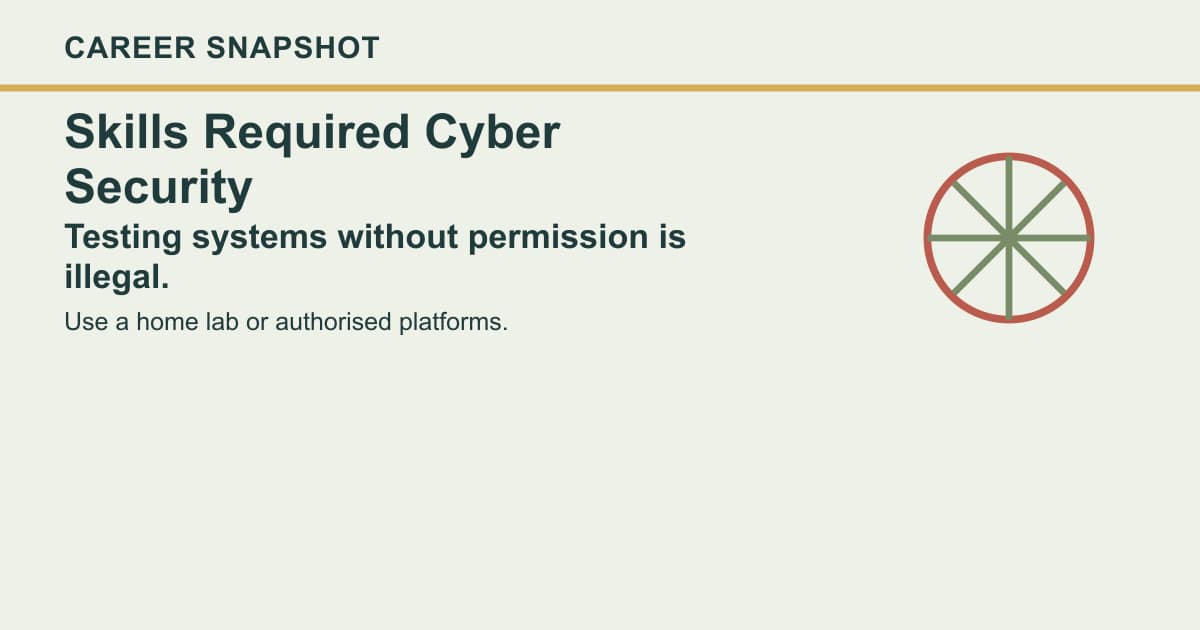 CAREER SNAPSHOT
Skills Required Cyber
Security
Testing systems without permission is
illegal.
Use a home lab or authorised platforms.